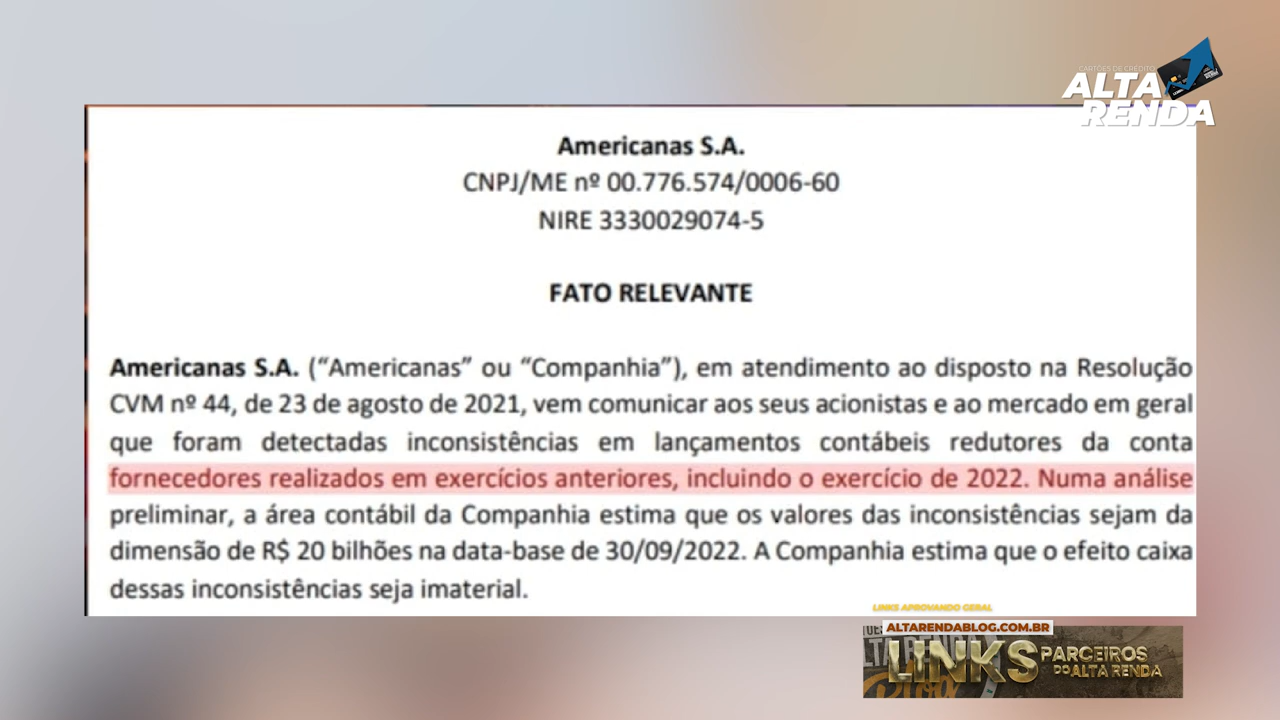 CARTÕES DE CRÉDITO
ALTA
RENDA
Americanas S.A.
CNPJ/ME nº 00.776.574/0006-60
NIRE 3330029074-5
FATO RELEVANTE
Americanas S.A. (“Americanas” ou “Companhia”), em atendimento ao disposto na Resolução
CVM nº 44, de 23 de agosto de 2021, vem comunicar aos seus acionistas e ao mercado em geral
que foram detectadas inconsistências em lançamentos contábeis redutores da conta
fornecedores realizados em exercícios anteriores, incluindo o exercício de 2022. Numa análise
preliminar, a área contábil da Companhia estima que os valores das inconsistências sejam da
dimensão de R$ 20 bilhões na data-base de 30/09/2022. A Companhia estima que o efeito caixa
dessas inconsistências seja imaterial.
LINKS APROVANDO GERAL
ALTARENDABLOG.COM.BR
LINKS PARCEIROS
DO ALTA RENDA